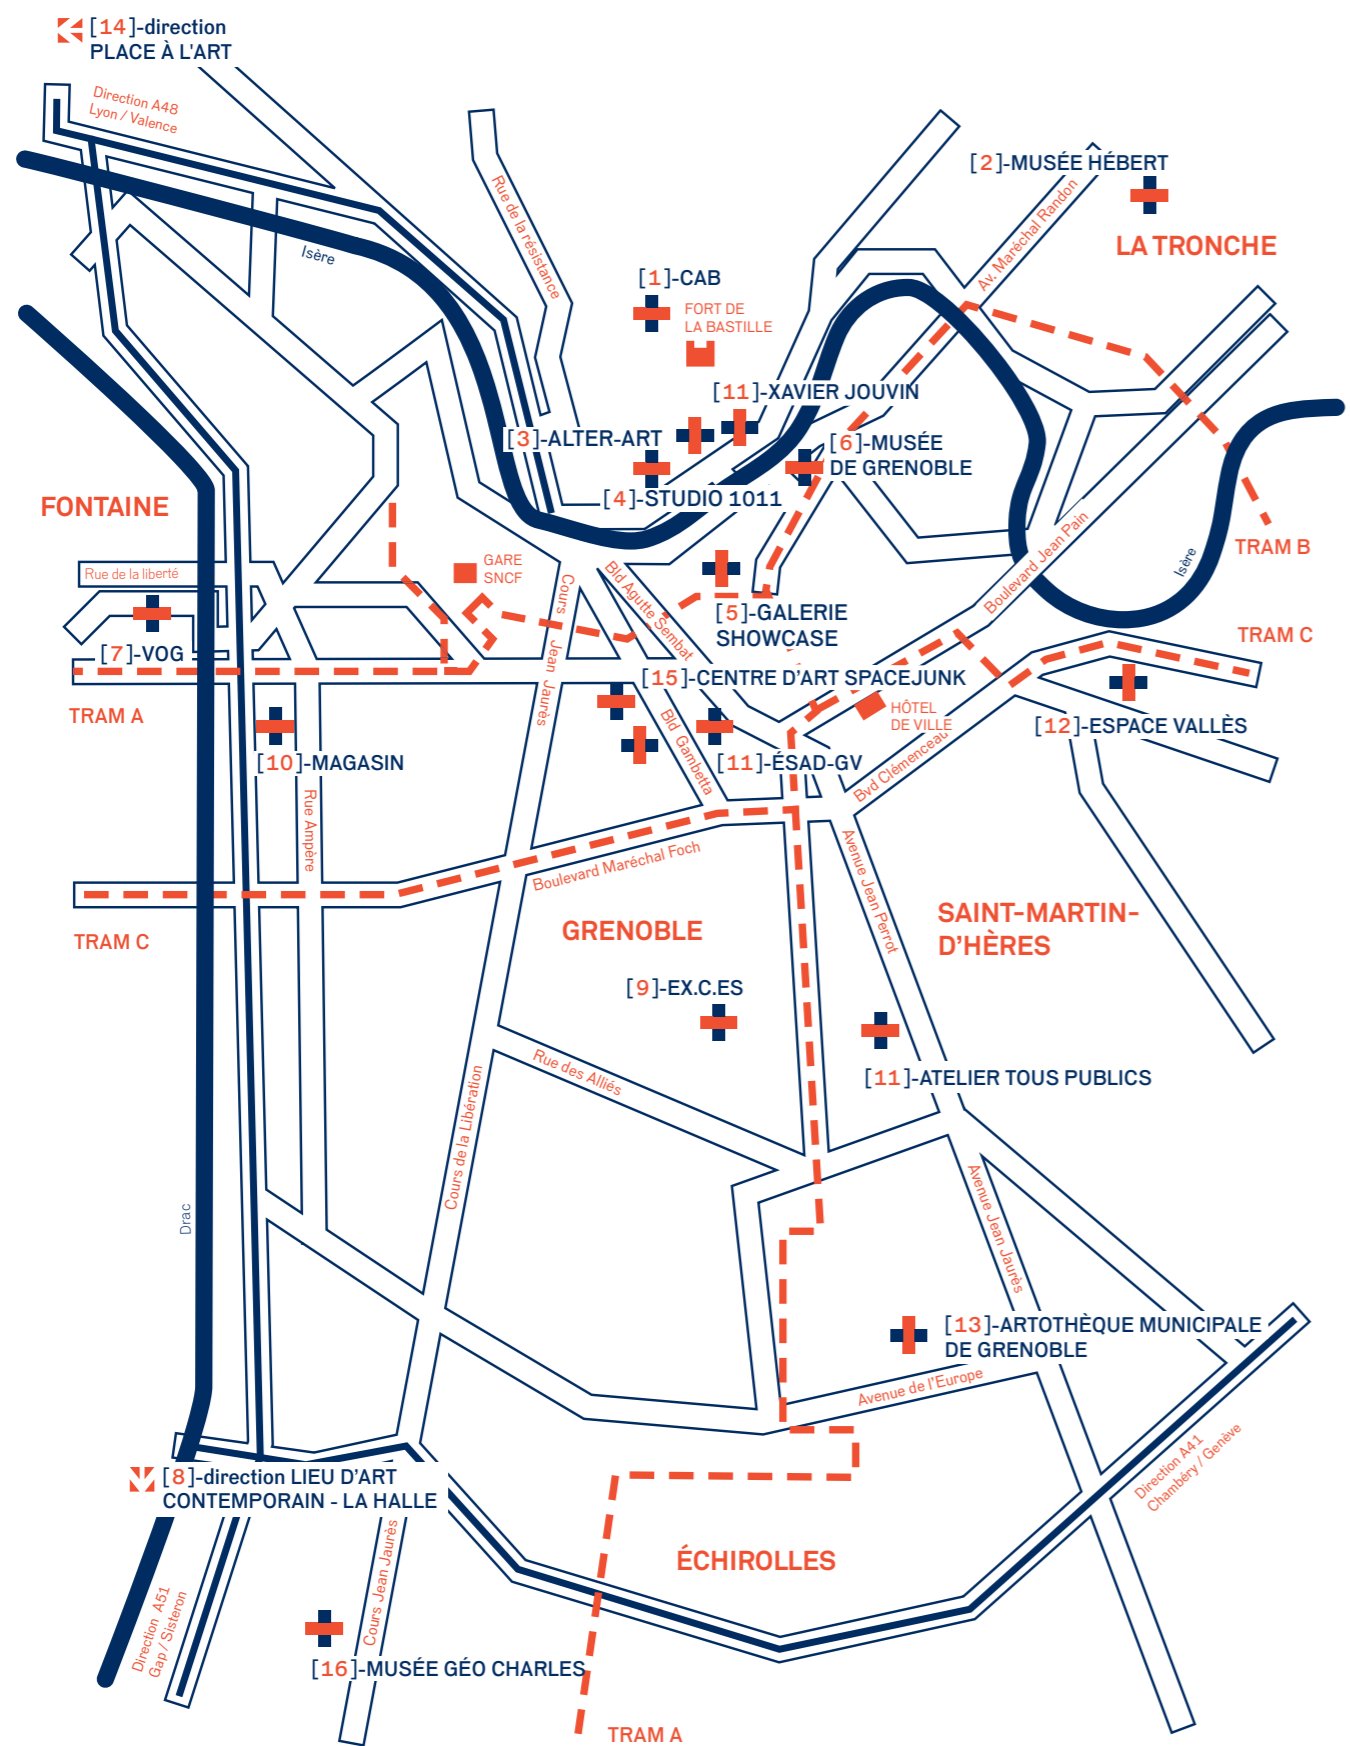 [14]-direction
PLACE À L'ART
Direction A48
Lyon / Valence
Rue de la résistance
[2]-MUSÉE HÉBERT
Av. Maréchal Randon
LA TRONCHE
Isère
[1]-CAB
FORT DE
LA BASTILLE
[11]-XAVIER JOUVIN
[3]-ALTER-ART
[6]-MUSÉE
DE GRENOBLE
[4]-STUDIO 1011
FONTAINE
TRAM B
Isère
Boulevard Jean Pain
GARE
SNCF
Rue de la liberté
Cours Jean Jaurès
Bld Agutte Sembat
[5]-GALERIE
SHOWCASE
TRAM C
[7]-VOG
[15]-CENTRE D'ART SPACEJUNK
TRAM A
HÔTEL
DE VILLE
[12]-ESPACE VALLÈS
Bld Gambetta
[10]-MAGASIN
[11]-ÉSAD-GV
Bvd Clémenceau
Rue Ampère
Boulevard Maréchal Foch
Avenue Jean Perrot
TRAM C
GRENOBLE
SAINT-MARTIN-
D'HÈRES
[9]-EX.C.ES
Rue des Alliés
[11]-ATELIER TOUS PUBLICS
Cours de la Libération
Drac
Avenue Jean Jaurès
[13]-ARTOTHÈQUE MUNICIPALE
DE GRENOBLE
Avenue de l'Europe
Direction A41
Chambéry / Genève
[8]-direction LIEU D'ART
CONTEMPORAIN - LA HALLE
ÉCHIROLLES
Cours Jean Jaurès
Direction A51
Gap / Sisteron
[16]-MUSÉE GÉO CHARLES
TRAM A